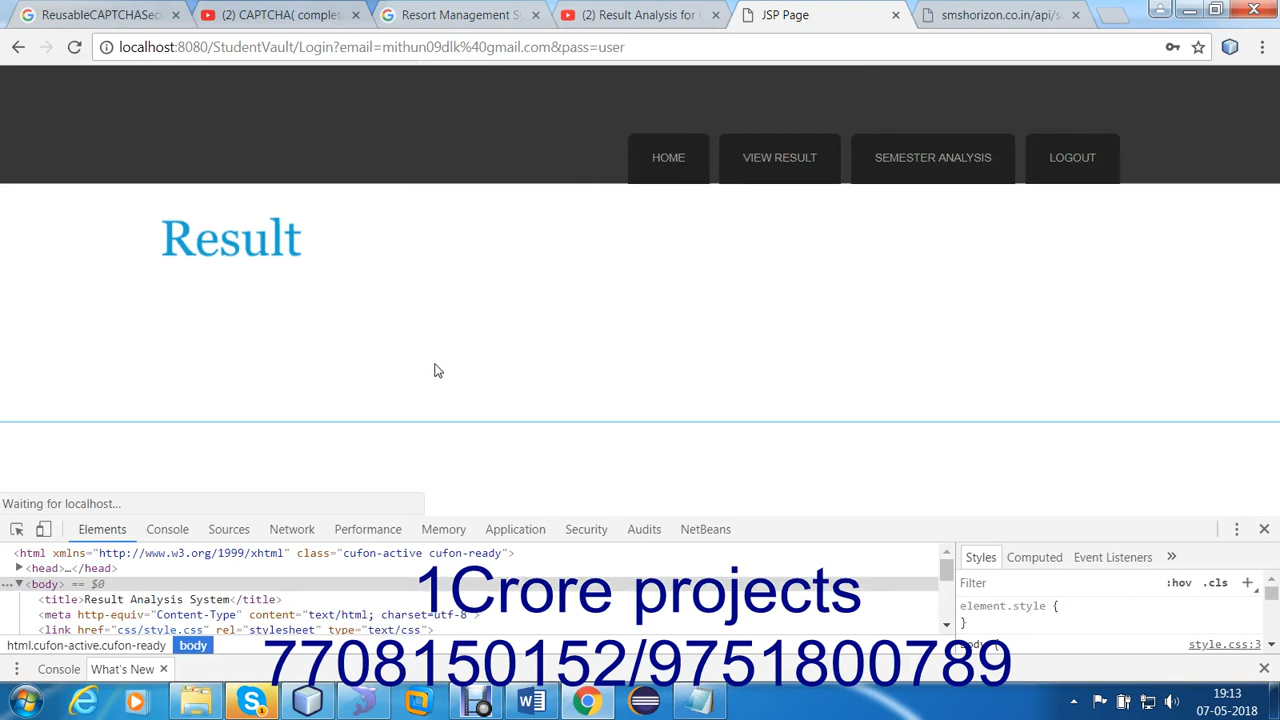 ReusableCAPTCHASec
(2) CAPTCHA( complet
Resort Management S
(2) Result Analysis for
JSP Page
smshorizon.co.in/api/s
localhost:8080/StudentVault/Login?email=mithun09dlk%40gmail.com&pass=user
HOME
VIEW RESULT
SEMESTER ANALYSIS
LOGOUT
Result
Waiting for localhost...
Elements
Console
Sources
Network
Performance
Memory
Application
Security
Audits
NetBeans
<html xmlns="http://www.w3.org/1999/xhtml" class="cufon-active cufon-ready">
<head>…</head>
<body> == $0
<title>Result Analysis System</title>
<meta http-equiv="Content-Type" content="text/html; charset=utf-8">
<link href="css/style.css" rel="stylesheet" type="text/css">
html.cufon-active.cufon-ready
body
Styles
Computed
Event Listeners
»
Filter
:hov
.cls
+
element.style {
}
body {
style.css:3
1Crore projects
7708150152/9751800789
Console
What's New
19:13
07-05-2018